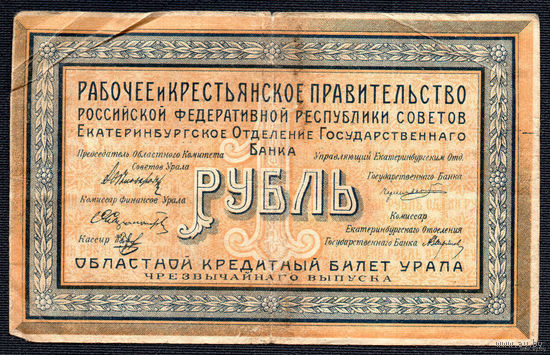 РАБОЧЕЕ и КРЕСТЬЯНСКОЕ ПРАВИТЕЛЬСТВО
РОССИЙСКОЙ ФЕДЕРАТИВНОЙ РЕСПУБЛИКИ СОВЕТОВ
ЕКАТЕРИНБУРГСКОЕ ОТДЕЛЕНИЕ ГОСУДАРСТВЕННАГО
БАНКА
Председатель Областного Комитета
Советов Урала
Комиссар Финансов Урала
Кассир
1
РУБЛЬ
Управляющий Екатеринбургским Отд.
Государственнаго Банка
Комиссар
Екатеринбургского Отделения
Государственнаго Банка
ОБЛАСТНОЙ КРЕДИТНЫЙ БИЛЕТ УРАЛА
ЧРЕЗВЫЧАЙНАГО ВЫПУСКА